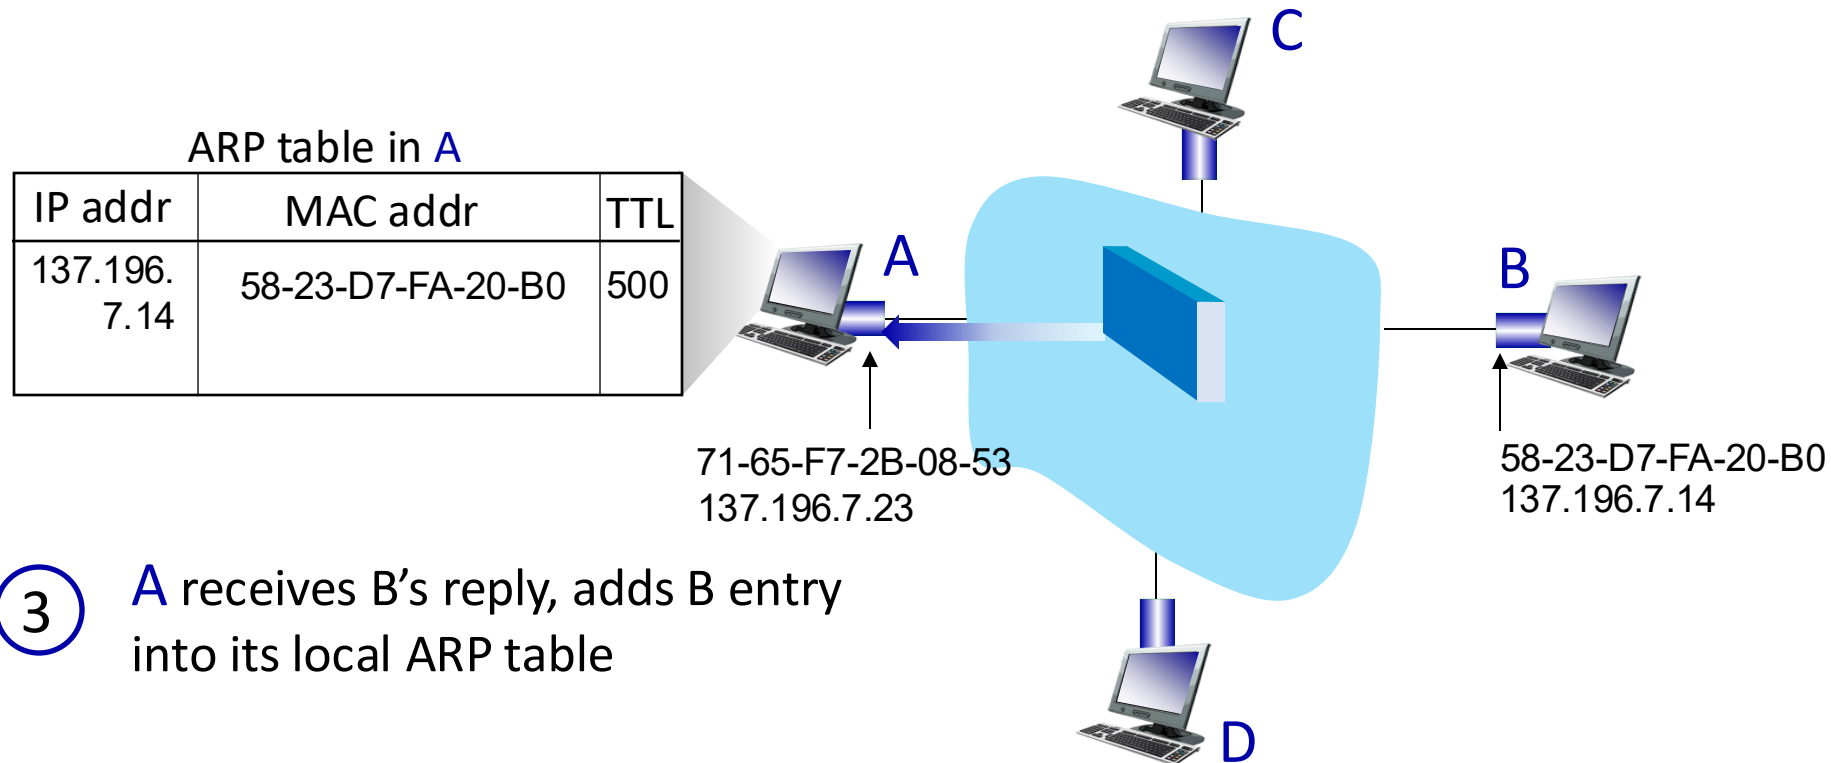 C
ARP table in A
IP addr MAC addr TTL
137.196.
7.14
58-23-D7-FA-20-B0
500
A
B
71-65-F7-2B-08-53
137.196.7.23
58-23-D7-FA-20-B0
137.196.7.14
3
A receives B’s reply, adds B entry
into its local ARP table
D